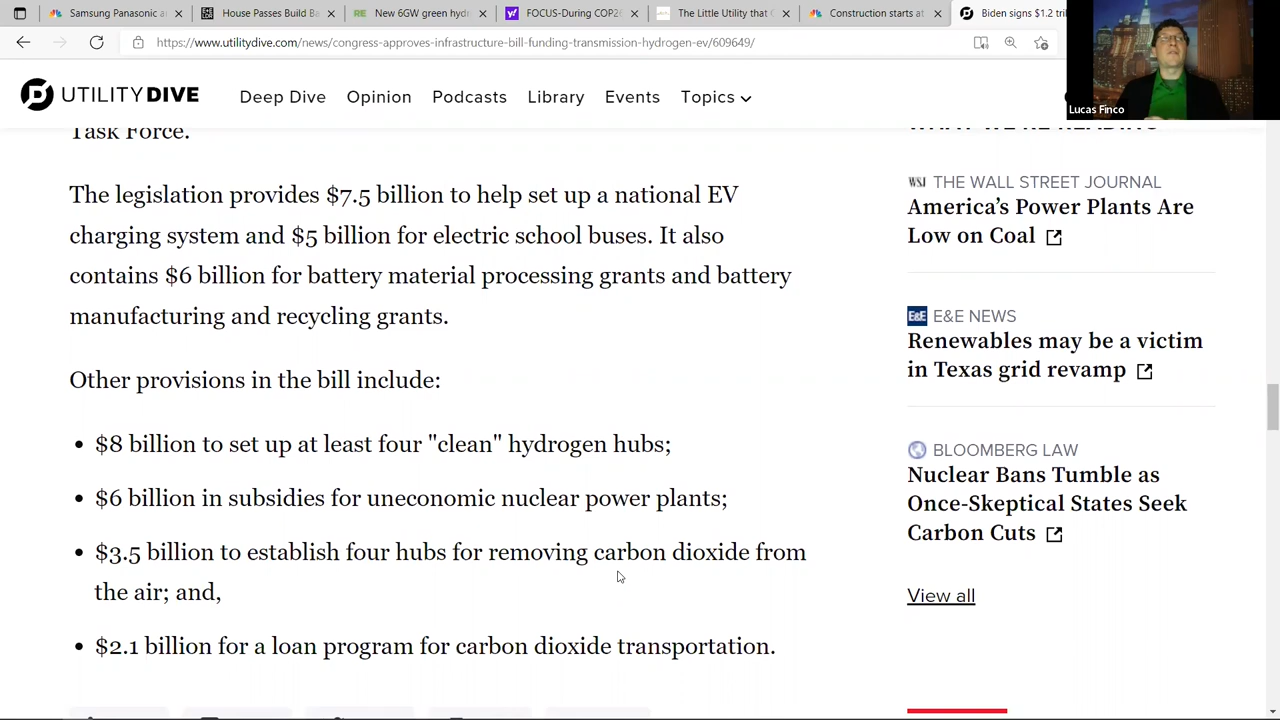 Samsung Panasonic a
House Passes Build Ba
RE New AGW green hydr
FOCUS-During COP26
The Little Utility that C
Construction starts at
Biden signs $1.2 tri
https://www.utilitydive.com/news/congress-approves-infrastructure-bill-funding-transmission-hydrogen-ev/609649/
Lucas Finco
UTILITY DIVE
Deep Dive Opinion Podcasts Library Events Topics
Task Force.
The legislation provides $7.5 billion to help set up a national EV
charging system and $5 billion for electric school buses. It also
contains $6 billion for battery material processing grants and battery
manufacturing and recycling grants.
Other provisions in the bill include:
• $8 billion to set up at least four "clean" hydrogen hubs;
• $6 billion in subsidies for uneconomic nuclear power plants;
• $3.5 billion to establish four hubs for removing carbon dioxide from
the air; and,
• $2.1 billion for a loan program for carbon dioxide transportation.
WHAT WE'RE READING
WSJ THE WALL STREET JOURNAL
America's Power Plants Are
Low on Coal
E&E E&E NEWS
Renewables may be a victim
in Texas grid revamp
BLOOMBERG LAW
Nuclear Bans Tumble as
Once-Skeptical States Seek
Carbon Cuts
View all